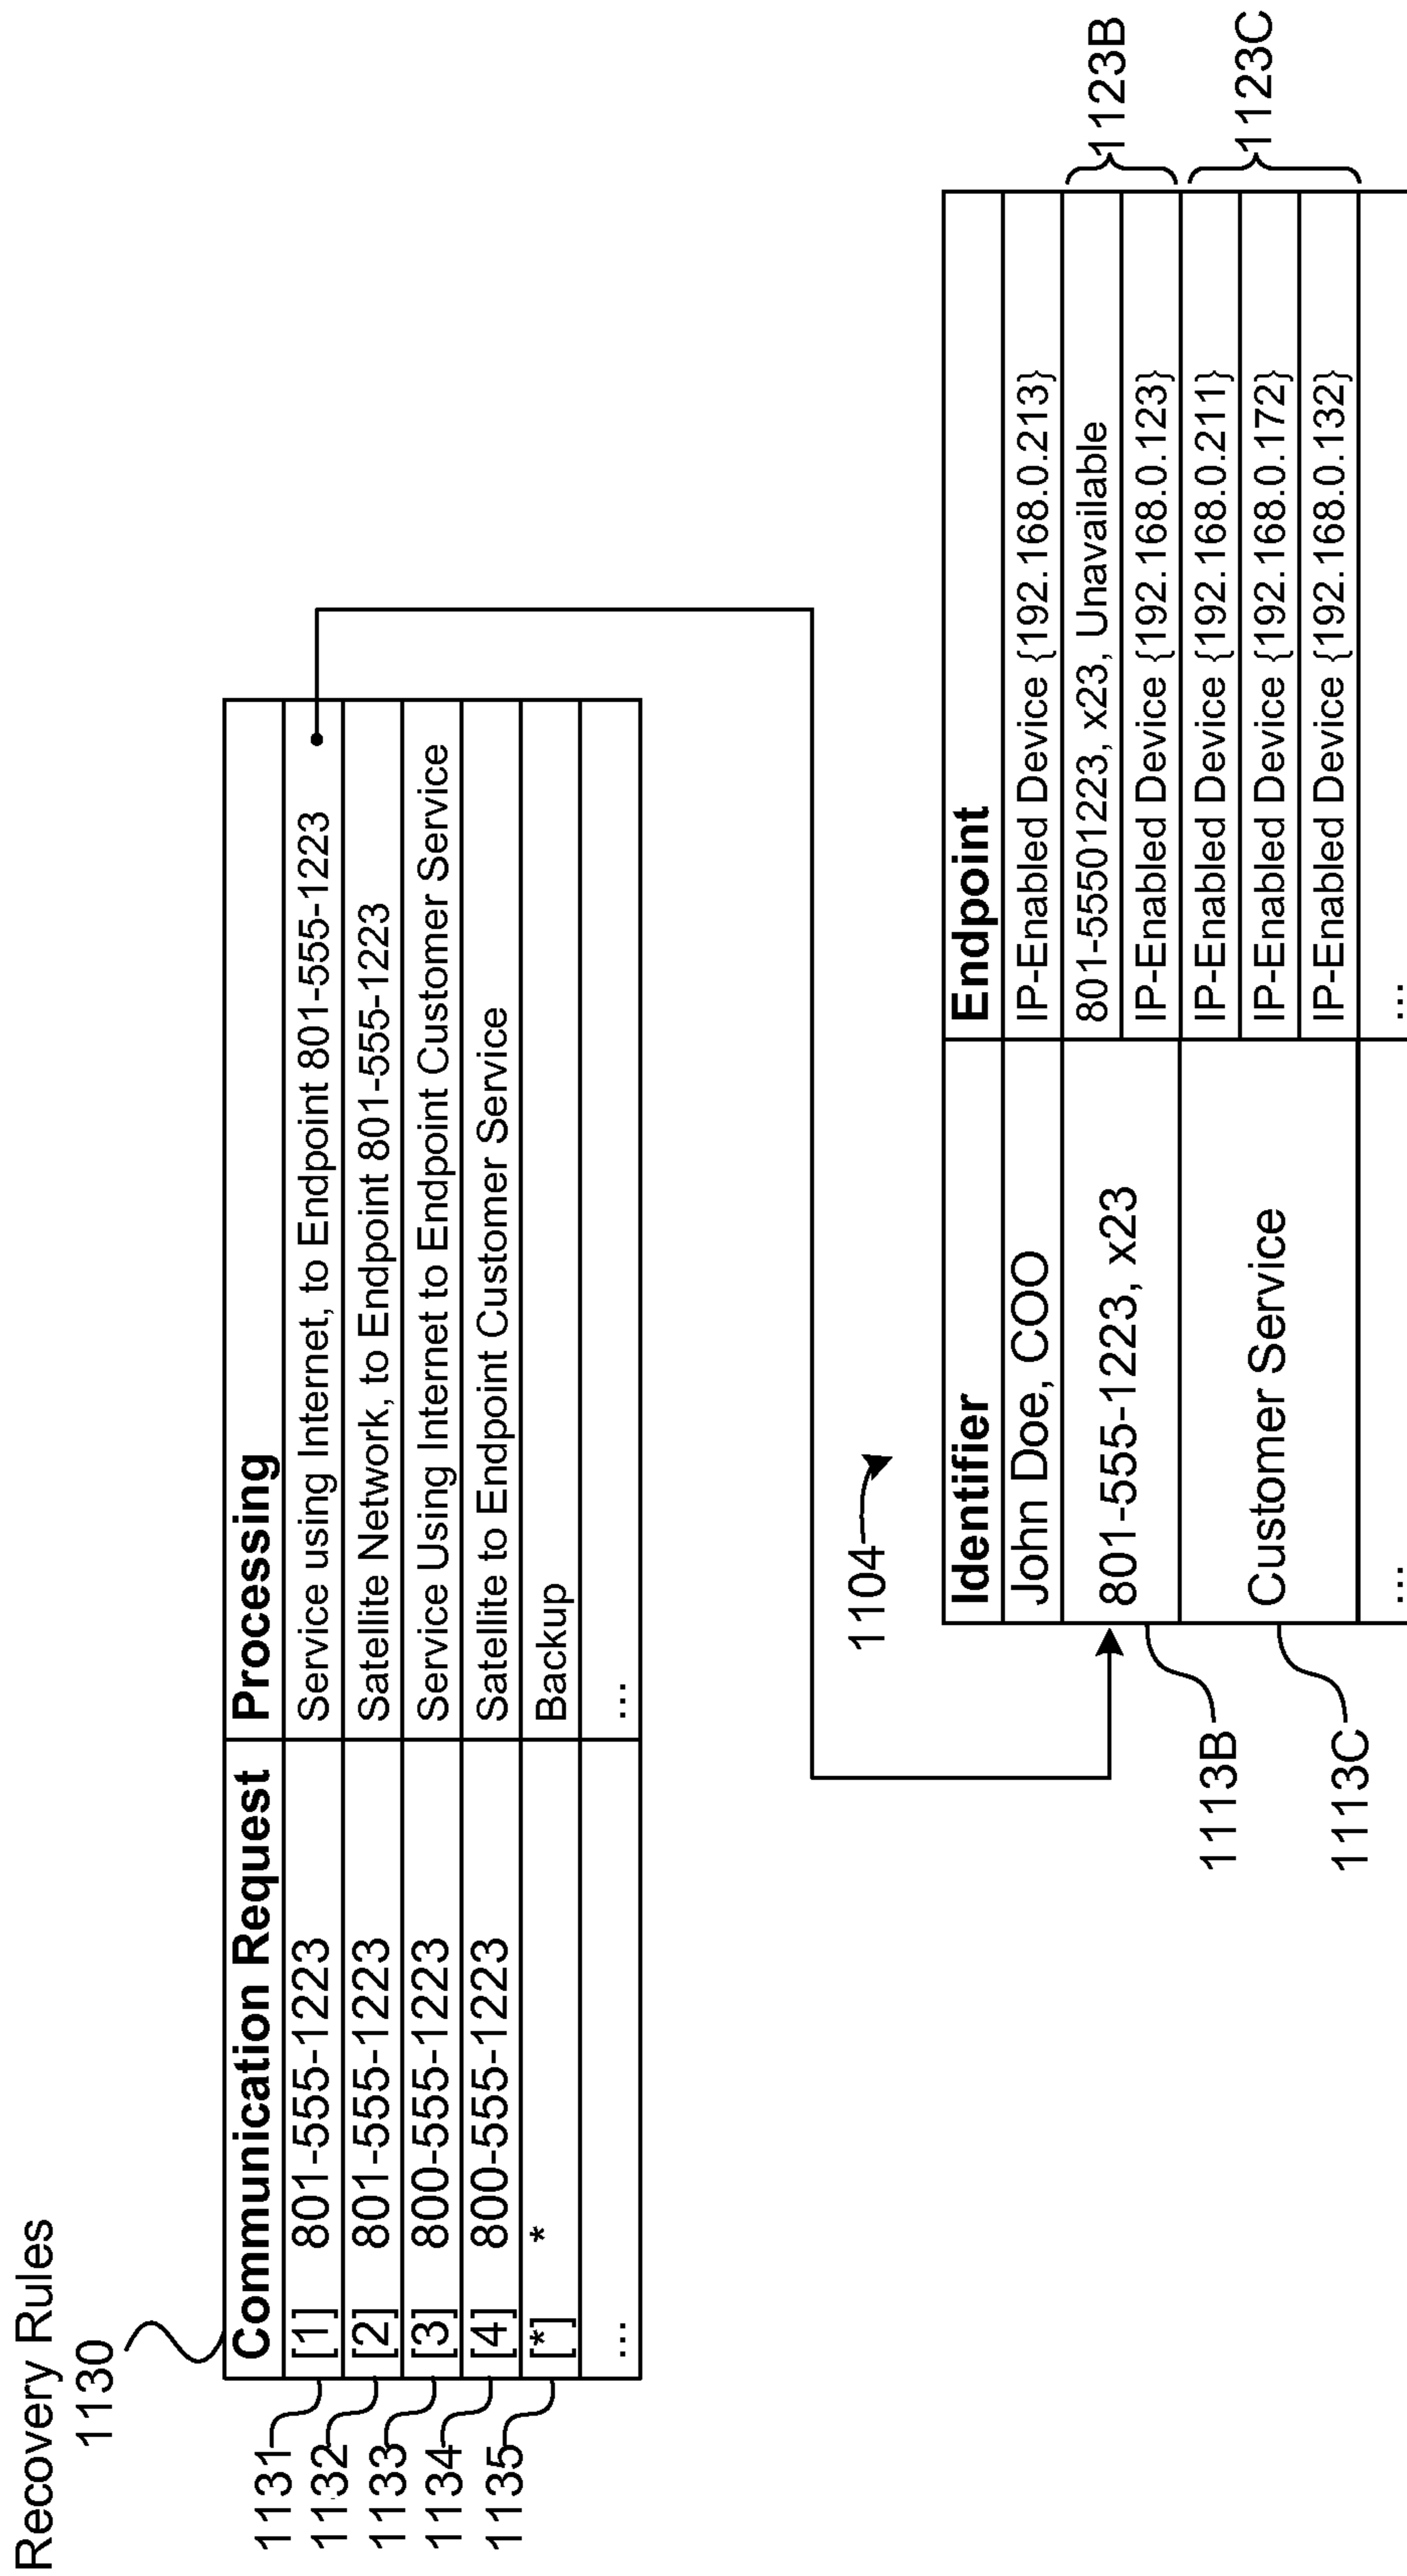 Recovery Rules
1130
Communication Request Processing
1131 [1] 801-555-1223 Service using Internet, to Endpoint 801-555-1223
1132 [2] 801-555-1223 Satellite Network, to Endpoint 801-555-1223
1133 [3] 800-555-1223 Service Using Internet to Endpoint Customer Service
1134 [4] 800-555-1223 Satellite to Endpoint Customer Service
1135 [*] * Backup
... ...
1104
Identifier Endpoint
John Doe, COO IP-Enabled Device {192.168.0.213}
801-555-1223, x23 801-55501223, x23, Unavailable
IP-Enabled Device {192.168.0.123}
1123B
1113B
Customer Service IP-Enabled Device {192.168.0.211}
IP-Enabled Device {192.168.0.172}
IP-Enabled Device {192.168.0.132}
1123C
1113C
... ...